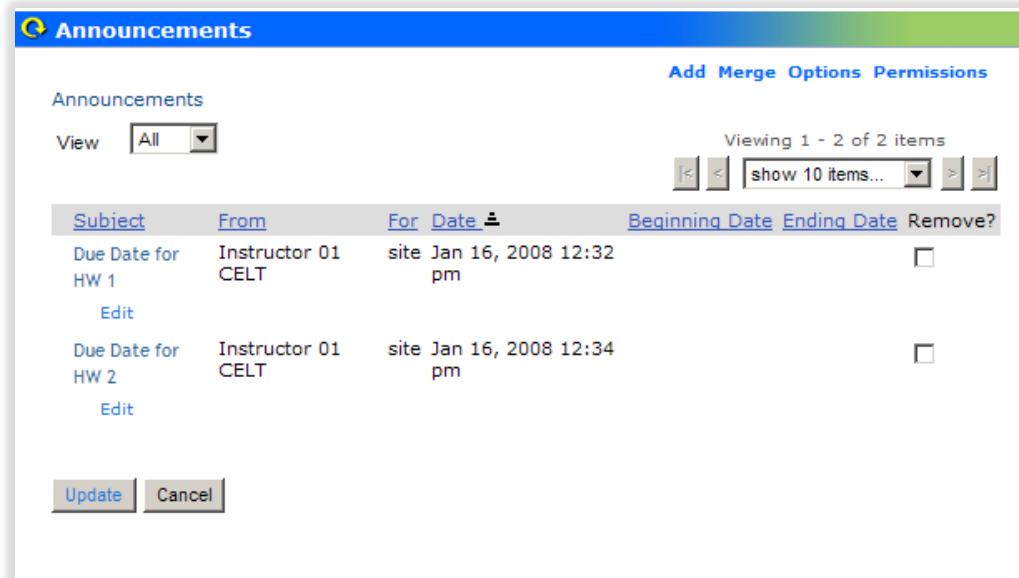 Announcements
Add Merge Options Permissions
Announcements
View All
Viewing 1 - 2 of 2 items
|< < show 10 items... > >|
Subject From For Date Beginning Date Ending Date Remove?
Due Date for Instructor 01 site Jan 16, 2008 12:32
HW 1 CELT pm
Edit
Due Date for Instructor 01 site Jan 16, 2008 12:34
HW 2 CELT pm
Edit
Update Cancel